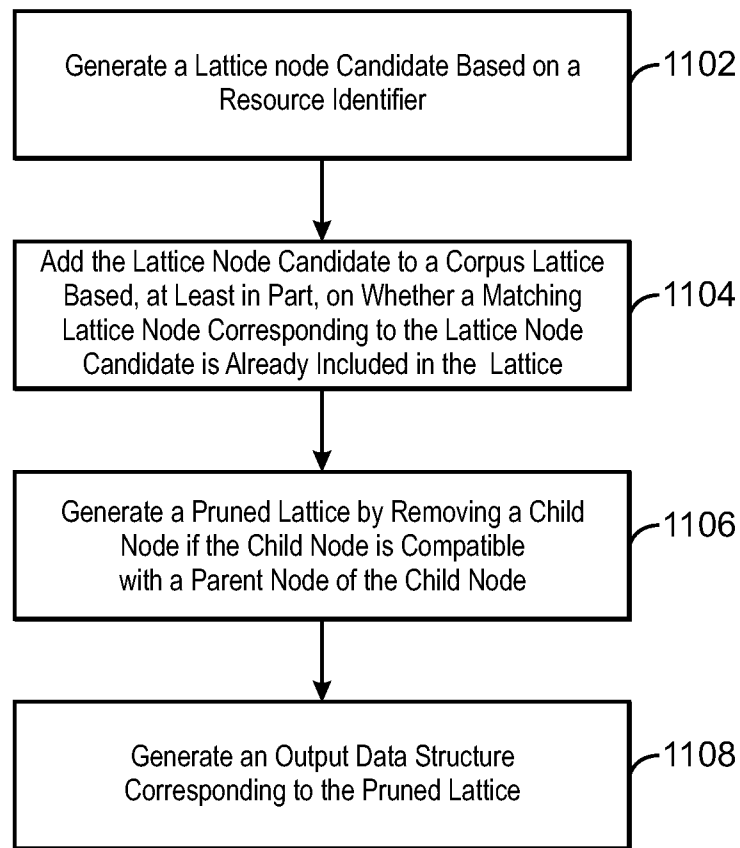 Generate a Lattice node Candidate Based on a
Resource Identifier
1102
Add the Lattice Node Candidate to a Corpus Lattice
Based, at Least in Part, on Whether a Matching
Lattice Node Corresponding to the Lattice Node
Candidate is Already Included in the Lattice
1104
Generate a Pruned Lattice by Removing a Child
Node if the Child Node is Compatible
with a Parent Node of the Child Node
1106
Generate an Output Data Structure
Corresponding to the Pruned Lattice
1108